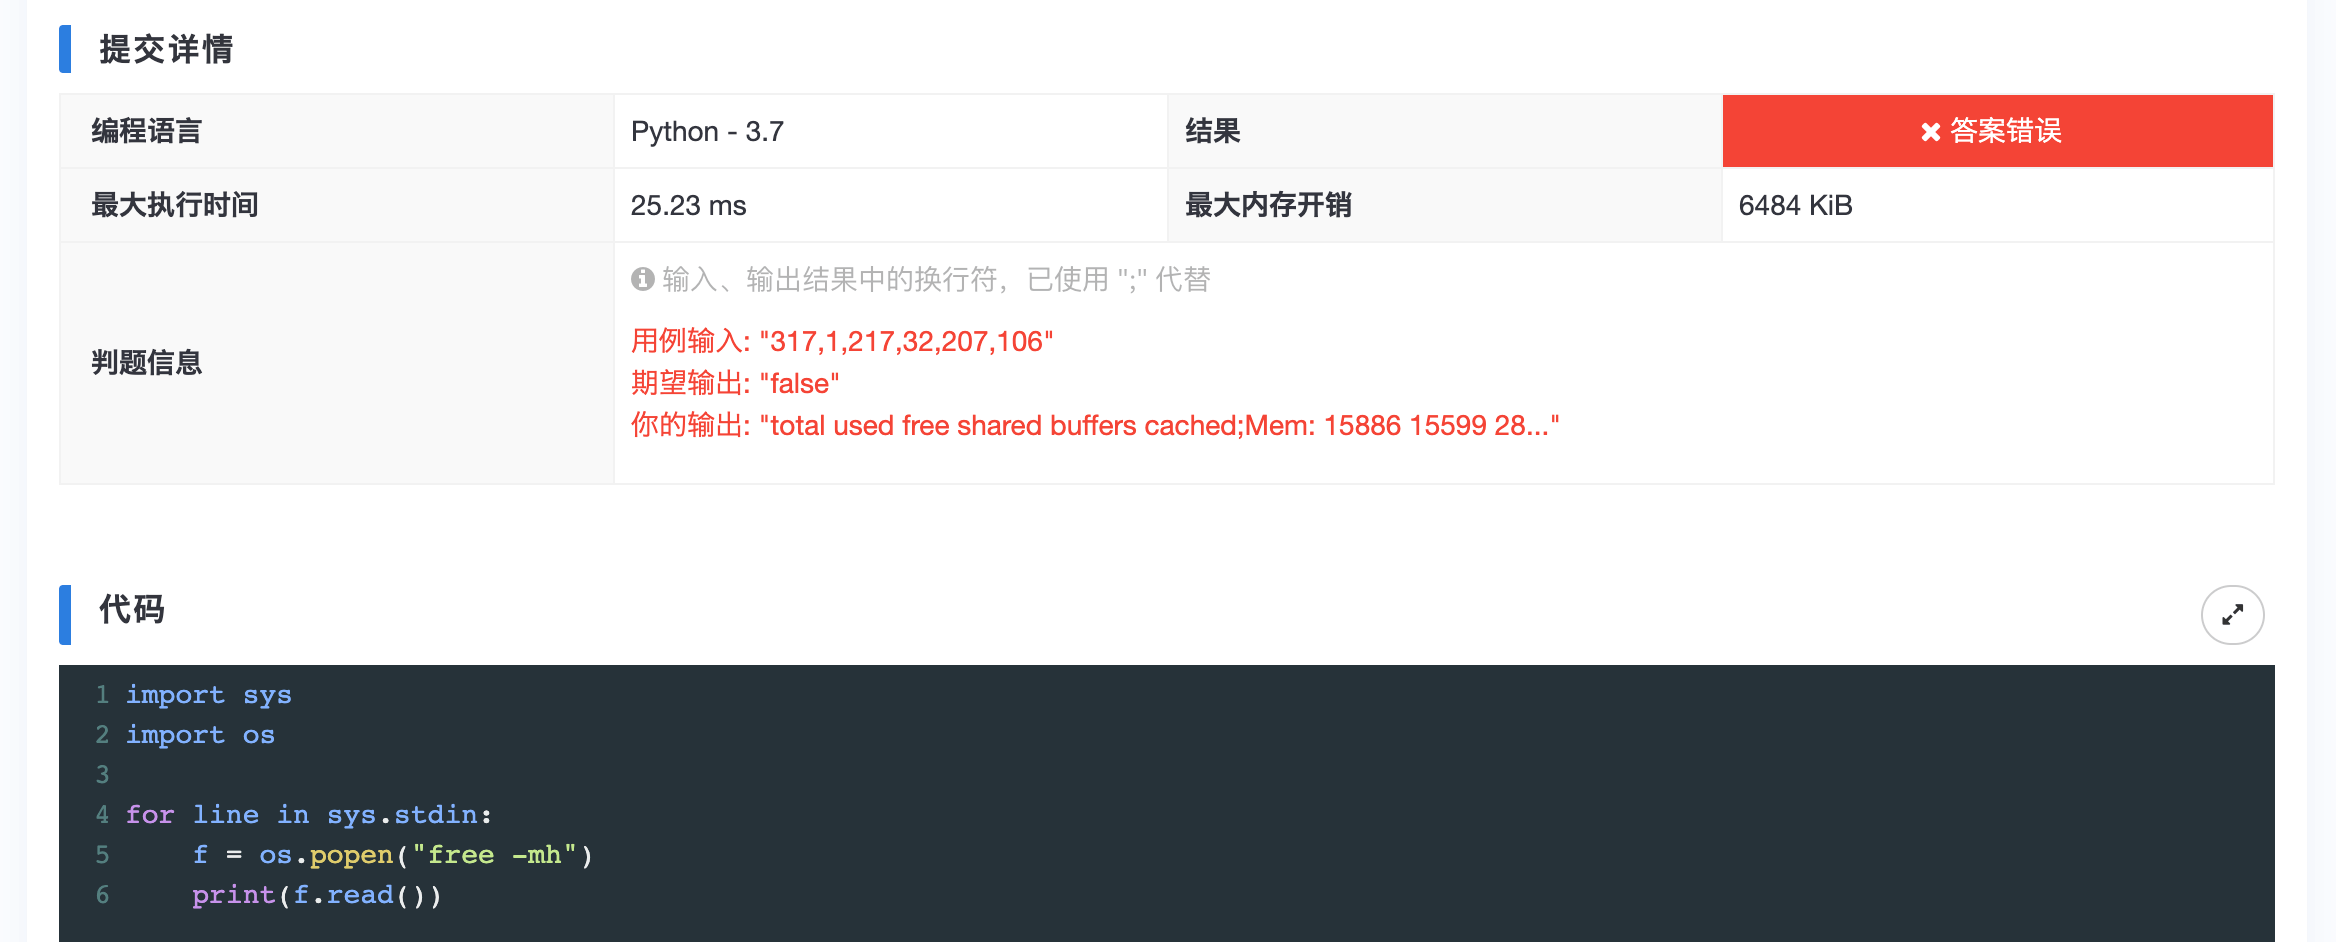 提交详情
编程语言 Python - 3.7 结果 ✖ 答案错误
最大执行时间 25.23 ms 最大内存开销 6484 KiB
输入、输出结果中的换行符，已使用 ";" 代替
判题信息
用例输入: "317,1,217,32,207,106"
期望输出: "false"
你的输出: "total used free shared buffers cached;Mem: 15886 15599 28..."
代码
1 import sys
2 import os
3
4 for line in sys.stdin:
5     f = os.popen("free -mh")
6     print(f.read())